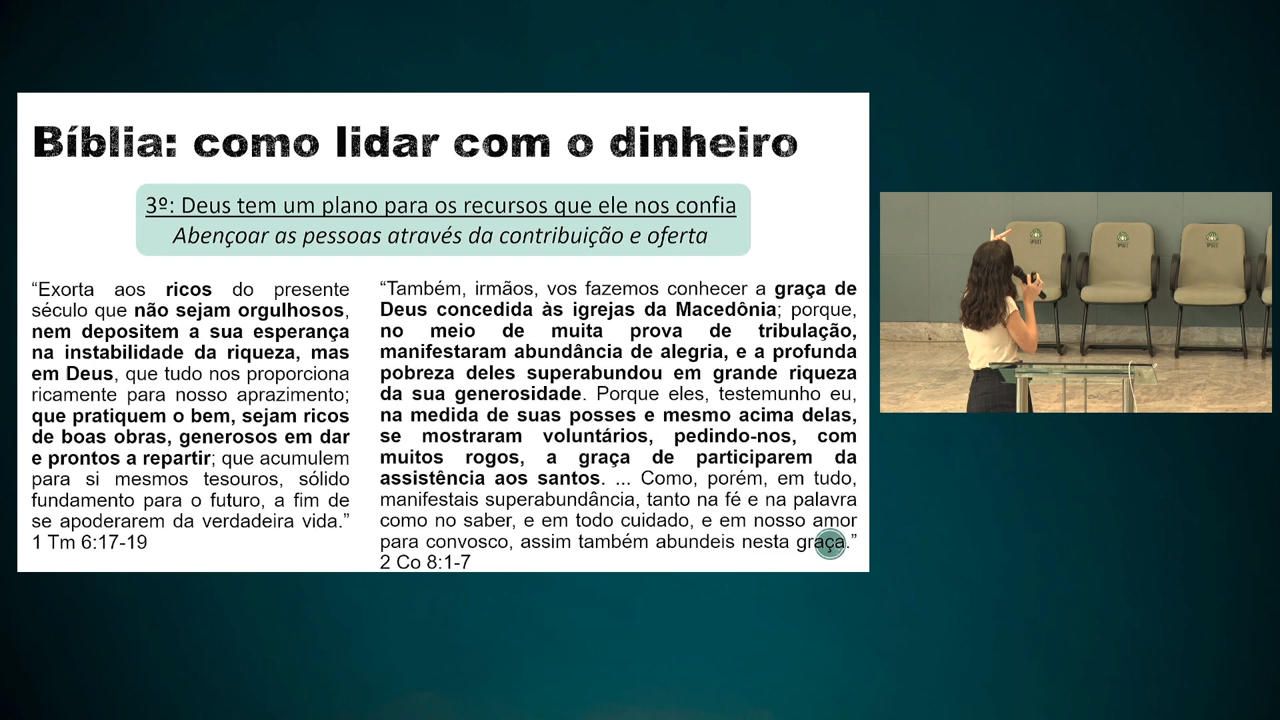 Bíblia: como lidar com o dinheiro
3º: Deus tem um plano para os recursos que ele nos confia
Abençoar as pessoas através da contribuição e oferta
“Exorta aos ricos do presente
século que não sejam orgulhosos,
nem depositem a sua esperança
na instabilidade da riqueza, mas
em Deus, que tudo nos proporciona
ricamente para nosso aprazimento;
que pratiquem o bem, sejam ricos
de boas obras, generosos em dar
e prontos a repartir; que acumulem
para si mesmos tesouros, sólido
fundamento para o futuro, a fim de
se apoderarem da verdadeira vida.”
1 Tm 6:17-19
“Também, irmãos, vos fazemos conhecer a graça de
Deus concedida às igrejas da Macedônia; porque,
no meio de muita prova de tribulação,
manifestaram abundância de alegria, e a profunda
pobreza deles superabundou em grande riqueza
da sua generosidade. Porque eles, testemunho eu,
na medida de suas posses e mesmo acima delas,
se mostraram voluntários, pedindo-nos, com
muitos rogos, a graça de participarem da
assistência aos santos. ... Como, porém, em tudo,
manifestais superabundância, tanto na fé e na palavra
como no saber, e em todo cuidado, e em nosso amor
para convosco, assim também abundeis nesta graça.”
2 Co 8:1-7